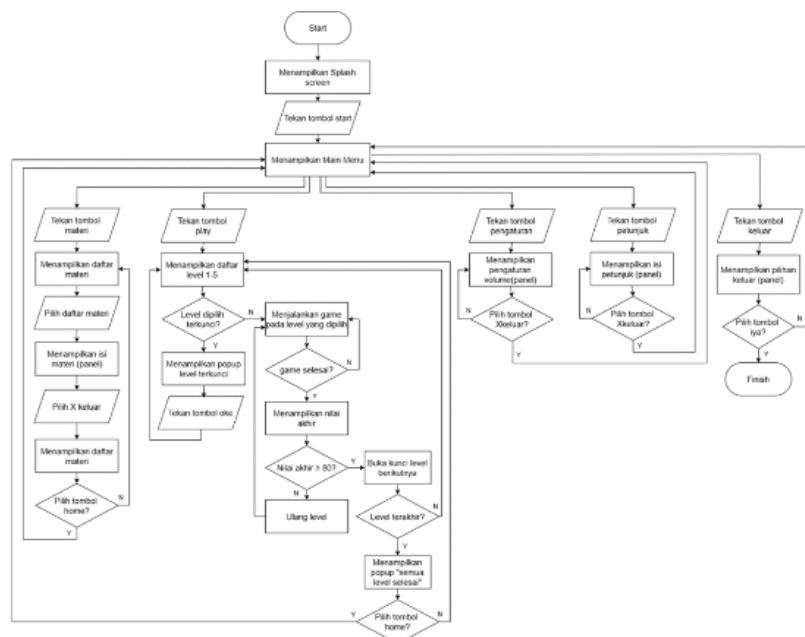 Start
Menampilkan Splash
screen
Tekan tombol start
Menampilkan Main Menu
Tekan tombol
materi
Tekan tombol
play
Tekan tombol
pengaturan
Tekan tombol
petunjuk
Tekan tombol
keluar
Menampilkan daftar
materi
Menampilkan daftar
level 1-5
Menampilkan
pengaturan
volume(panel)
Menampilkan isi
petunjuk (panel)
Menampilkan pilihan
keluar (panel)
Pilih daftar materi
Level dipilih
terkunci?
N
Menjalankan game
pada level yang dipilih
N
Pilih tombol
Xkeluar?
Y
N
Pilih tombol
Xkeluar?
Y
Pilih tombol
iya?
N
Y
Finish
Menampilkan isi
materi (panel)
Y
Menampilkan popup
level terkunci
game selesai?
N
Y
Pilih X keluar
Tekan tombol oke
Menampilkan nilai
akhir
Menampilkan daftar
materi
Nilai akhir ≥ 80?
Y
N
Buka kunci level
berikutnya
Pilih tombol
home?
N
Y
Ulang level
Level terakhir?
N
Y
Menampilkan
popup "semua
level selesai"
Y
Pilih tombol
home?
N